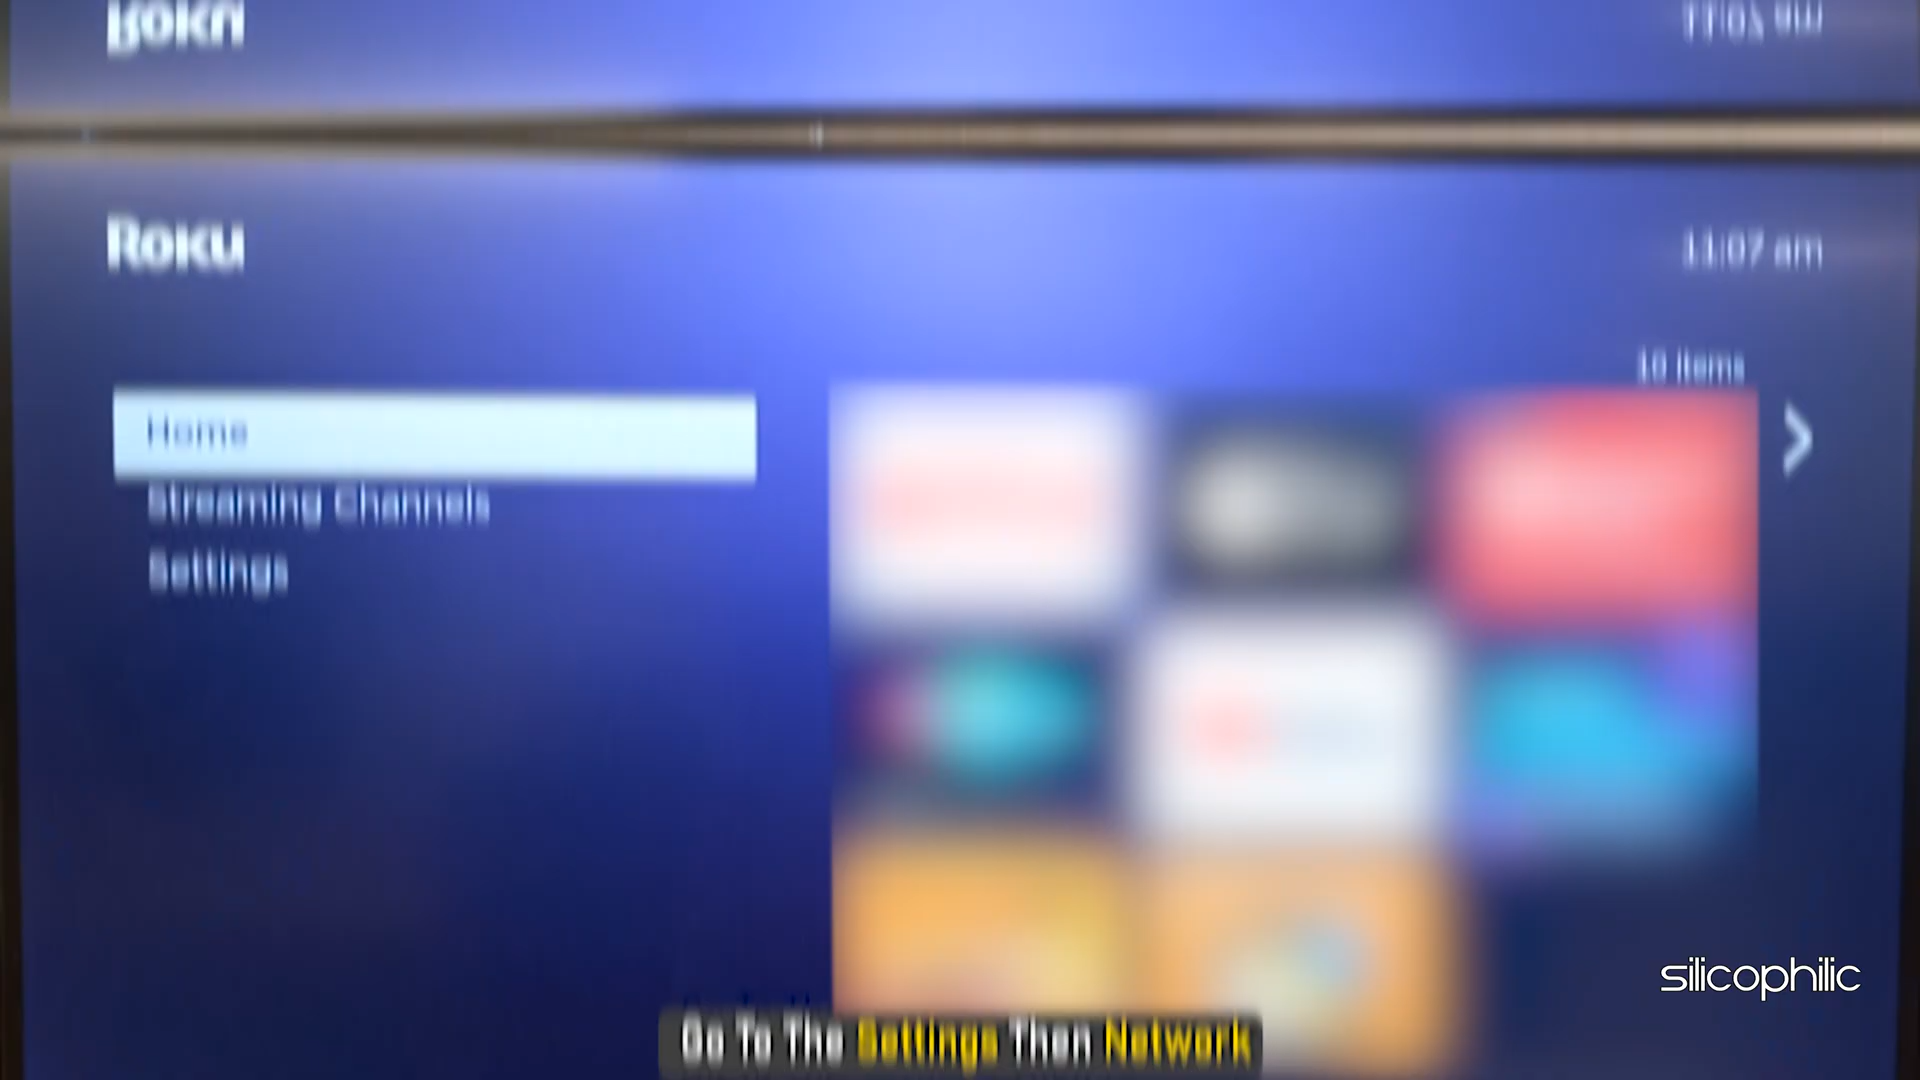 Roku
11:07 am
10 items
Home
Streaming Channels
Settings
silicophilic
Go To The Settings Then Network